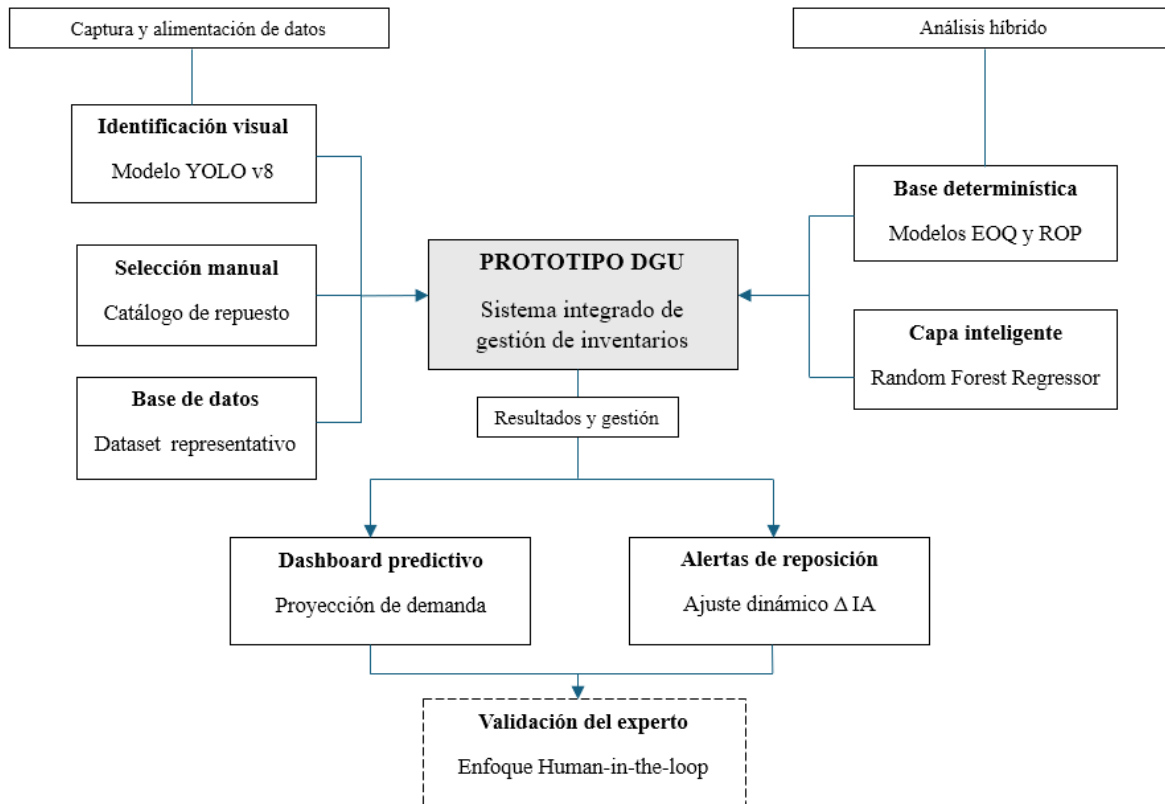 Captura y alimentación de datos
Análisis híbrido
Identificación visual
Modelo YOLO v8
Base determinística
Modelos EOQ y ROP
Selección manual
Catálogo de repuesto
PROTOTIPO DGU
Sistema integrado de
gestión de inventarios
Capa inteligente
Random Forest Regressor
Base de datos
Dataset representativo
Resultados y gestión
Dashboard predictivo
Proyección de demanda
Alertas de reposición
Ajuste dinámico Δ IA
Validación del experto
Enfoque Human-in-the-loop